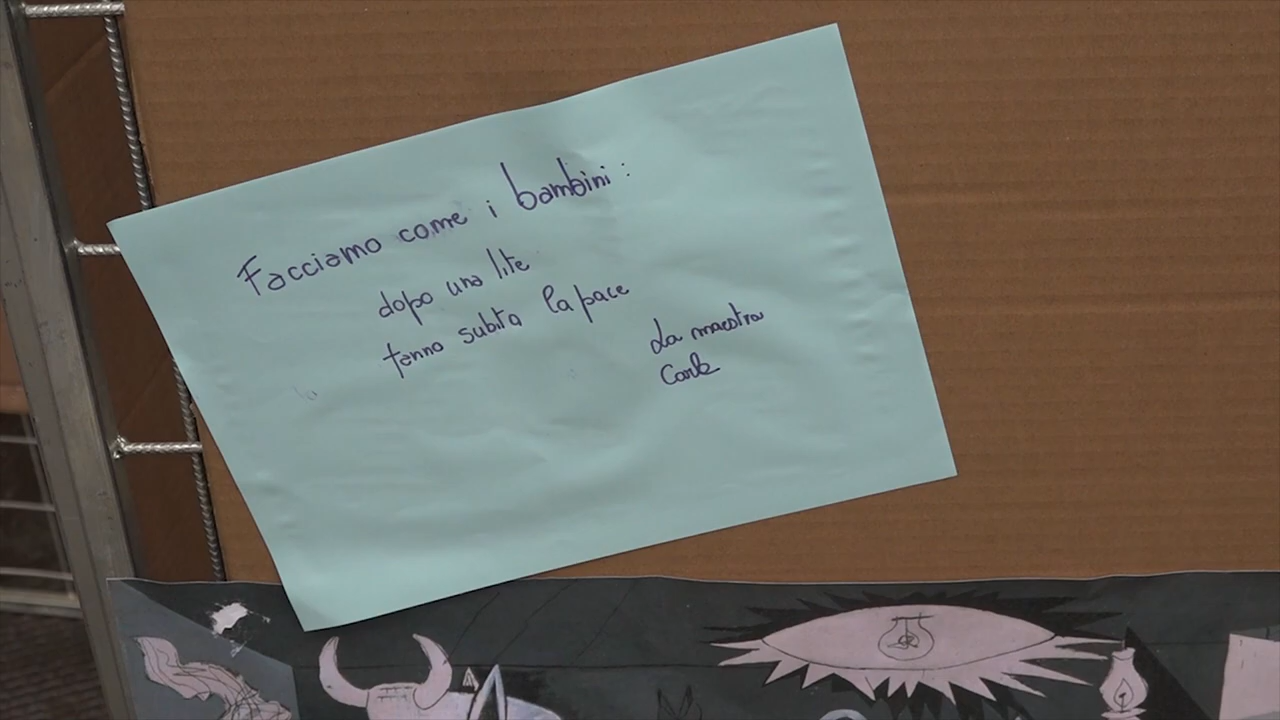 Facciamo come i bambini:
dopo una lite
fanno subito la pace
La maestra
Carla